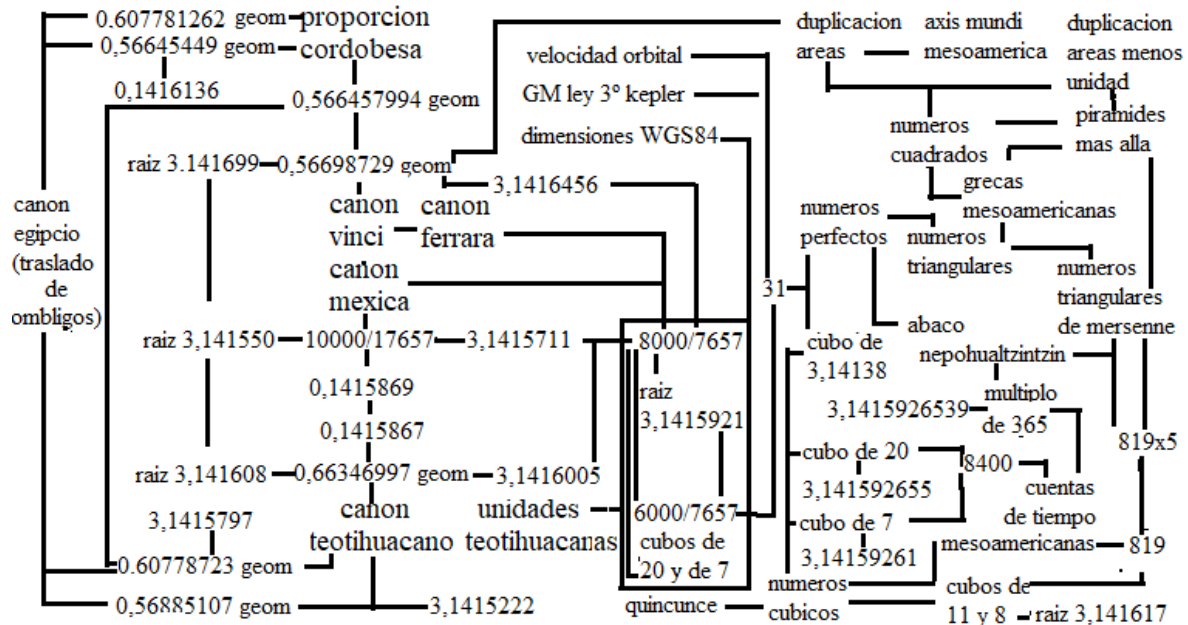 0.607781262 geom
proporcion
cordobesa
0,56645449 geom
0,1416136
0,566457994 geom
raiz 3.141699
0,56698729 geom
canon
egipcio
(traslado
de
ombligos)
canon
vinci
canon
ferrara
canon
mexica
raiz 3,141550
10000/17657
3,1415711
0,1415869
0,1415867
raiz 3,141608
0,66346997 geom
3,1416005
3,1415797
canon
teotihuacano
0.60778723 geom
0,56885107 geom
3,1415222
velocidad orbital
GM ley 3º kepler
dimensiones WGS84
3,1416456
8000/7657
raiz
3,1415921
6000/7657
cubos de
20 y de 7
unidades
teotihuacanas
quincunce
31
duplicacion
areas
axis mundi
mesoamerica
duplicacion
areas menos
unidad
numeros
cuadrados
piramides
mas alla
grecas
mesoamericanas
numeros
perfectos
numeros
triangulares
numeros
triangulares
de mersenne
abaco
nepohualtzintzin
cubo de
3,14138
multiplo
de 365
3,1415926539
819x5
cubo de 20
8400
3,141592655
cuentas
de tiempo
mesoamericanas
cubo de 7
3,14159261
819
numeros
cubicos
cubos de
11 y 8
raiz 3,141617